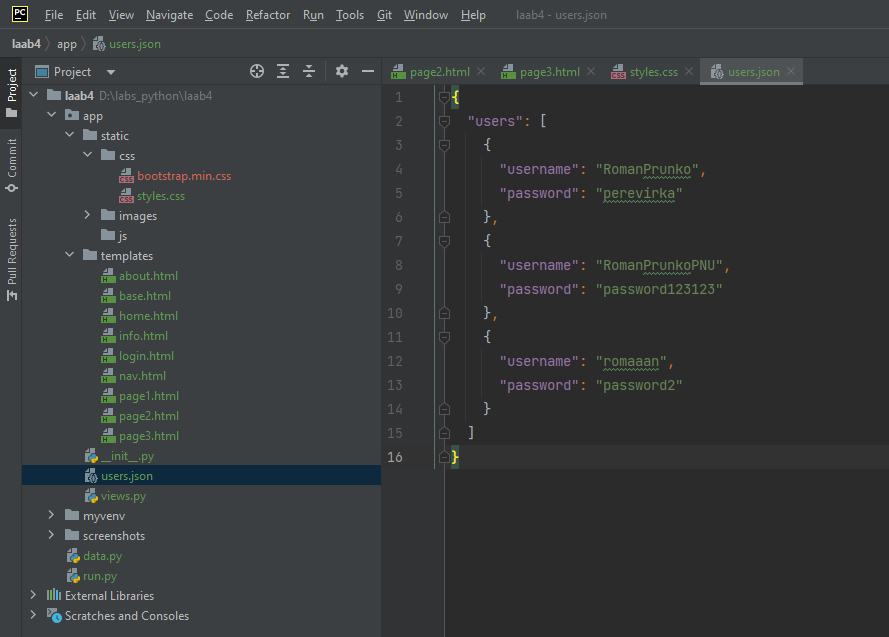 PC File Edit View Navigate Code Refactor Run Tools Git Window Help laab4 - users.json
laab4 app users.json
Project
Commit
Pull Requests
Project
laab4 D:\labs_python\laab4
app
static
css
bootstrap.min.css
styles.css
images
js
templates
about.html
base.html
home.html
info.html
login.html
nav.html
page1.html
page2.html
page3.html
__init__.py
users.json
views.py
myvenv
screenshots
data.py
run.py
External Libraries
Scratches and Consoles
page2.html page3.html styles.css users.json
1 {
2 "users": [
3 {
4 "username": "RomanPrunko",
5 "password": "perevirka"
6 },
7 {
8 "username": "RomanPrunkoPNU",
9 "password": "password123123"
10 },
11 {
12 "username": "romaaan",
13 "password": "password2"
14 }
15 ]
16 }